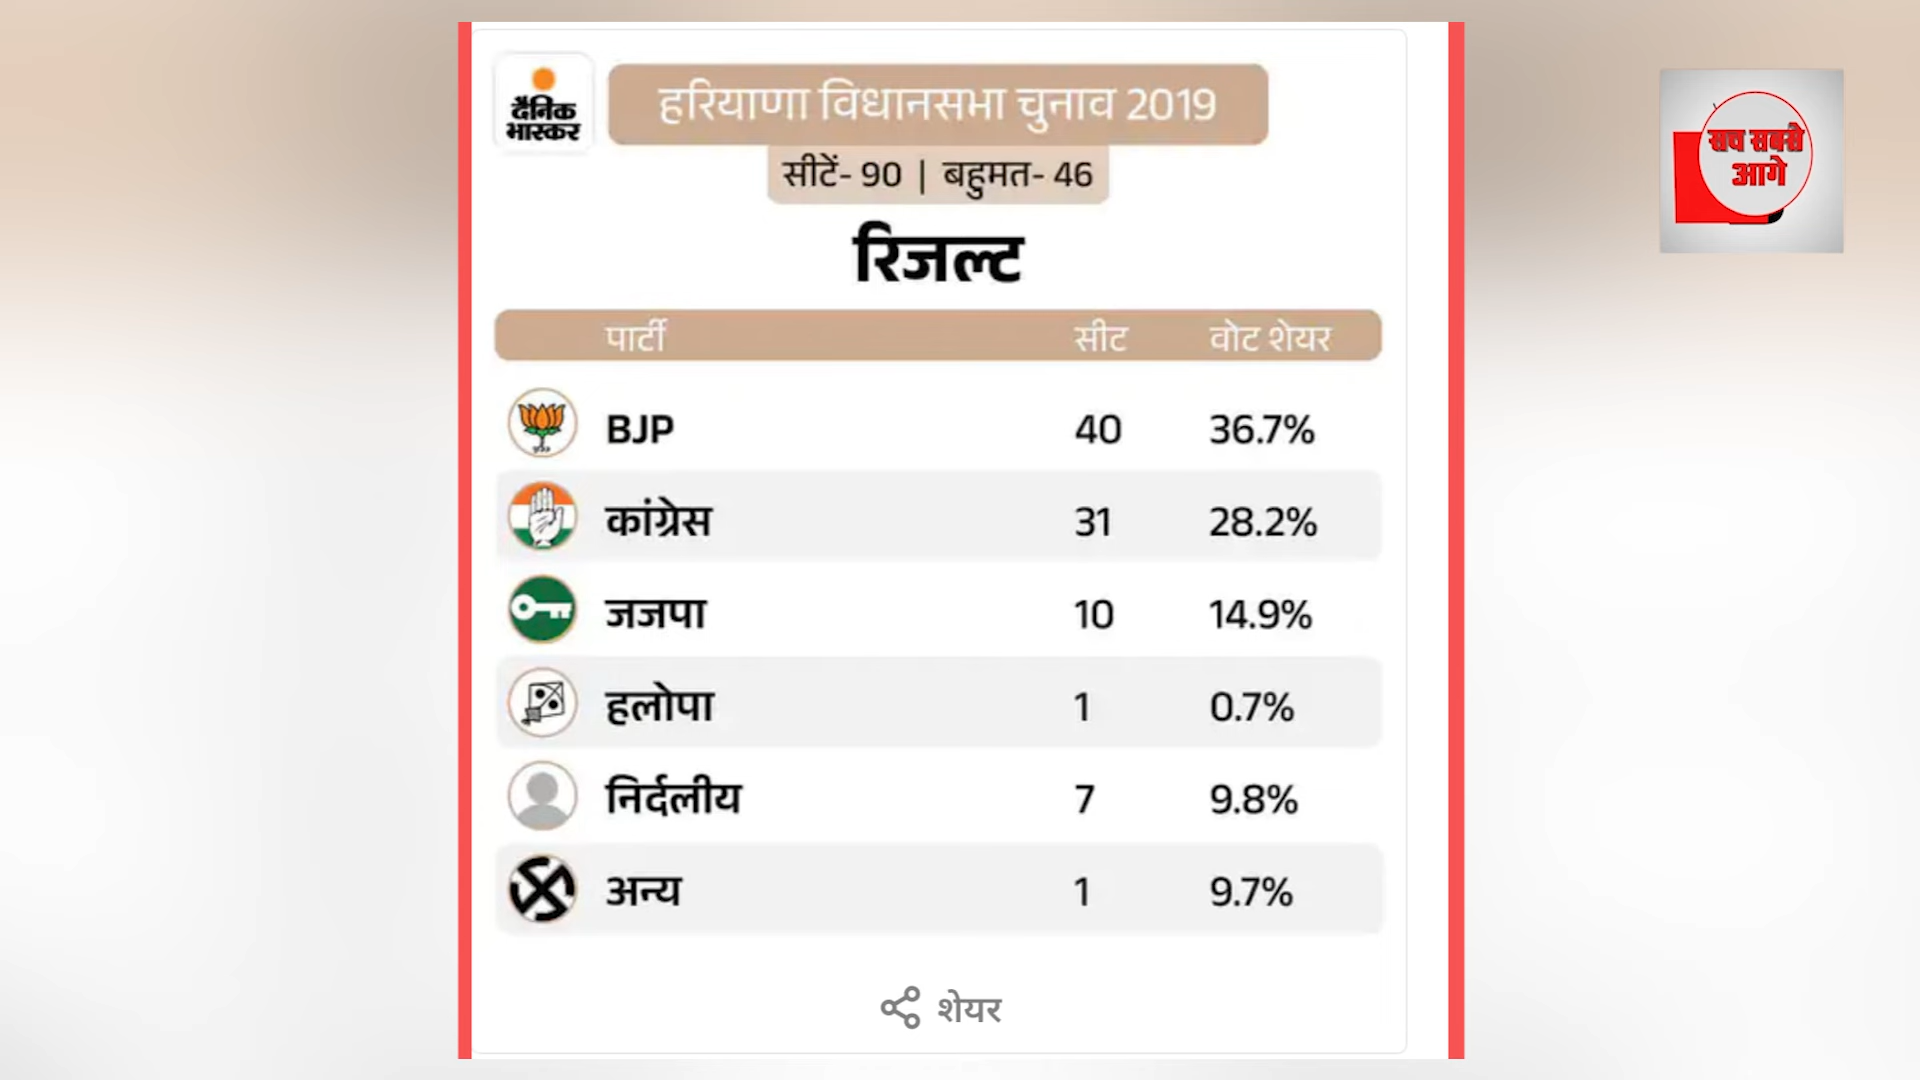 दैनिक
भास्कर
हरियाणा विधानसभा चुनाव 2019
सीटें- 90 | बहुमत- 46
सच सबसे
आगे
रिजल्ट
पार्टी सीट वोट शेयर
BJP 40 36.7%
कांग्रेस 31 28.2%
जजपा 10 14.9%
हलोपा 1 0.7%
निर्दलीय 7 9.8%
अन्य 1 9.7%
शेयर